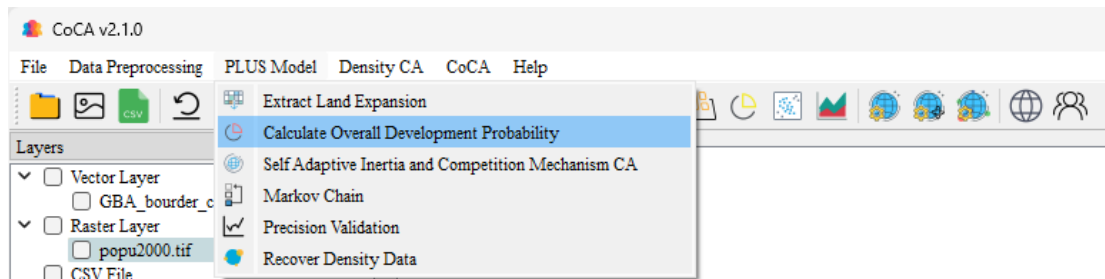 CoCA v2.1.0
File Data Preprocessing PLUS Model Density CA CoCA Help
CSV
Layers
Vector Layer
GBA_bourder_c
Raster Layer
popu2000.tif
CSV File
Extract Land Expansion
Calculate Overall Development Probability
Self Adaptive Inertia and Competition Mechanism CA
Markov Chain
Precision Validation
Recover Density Data